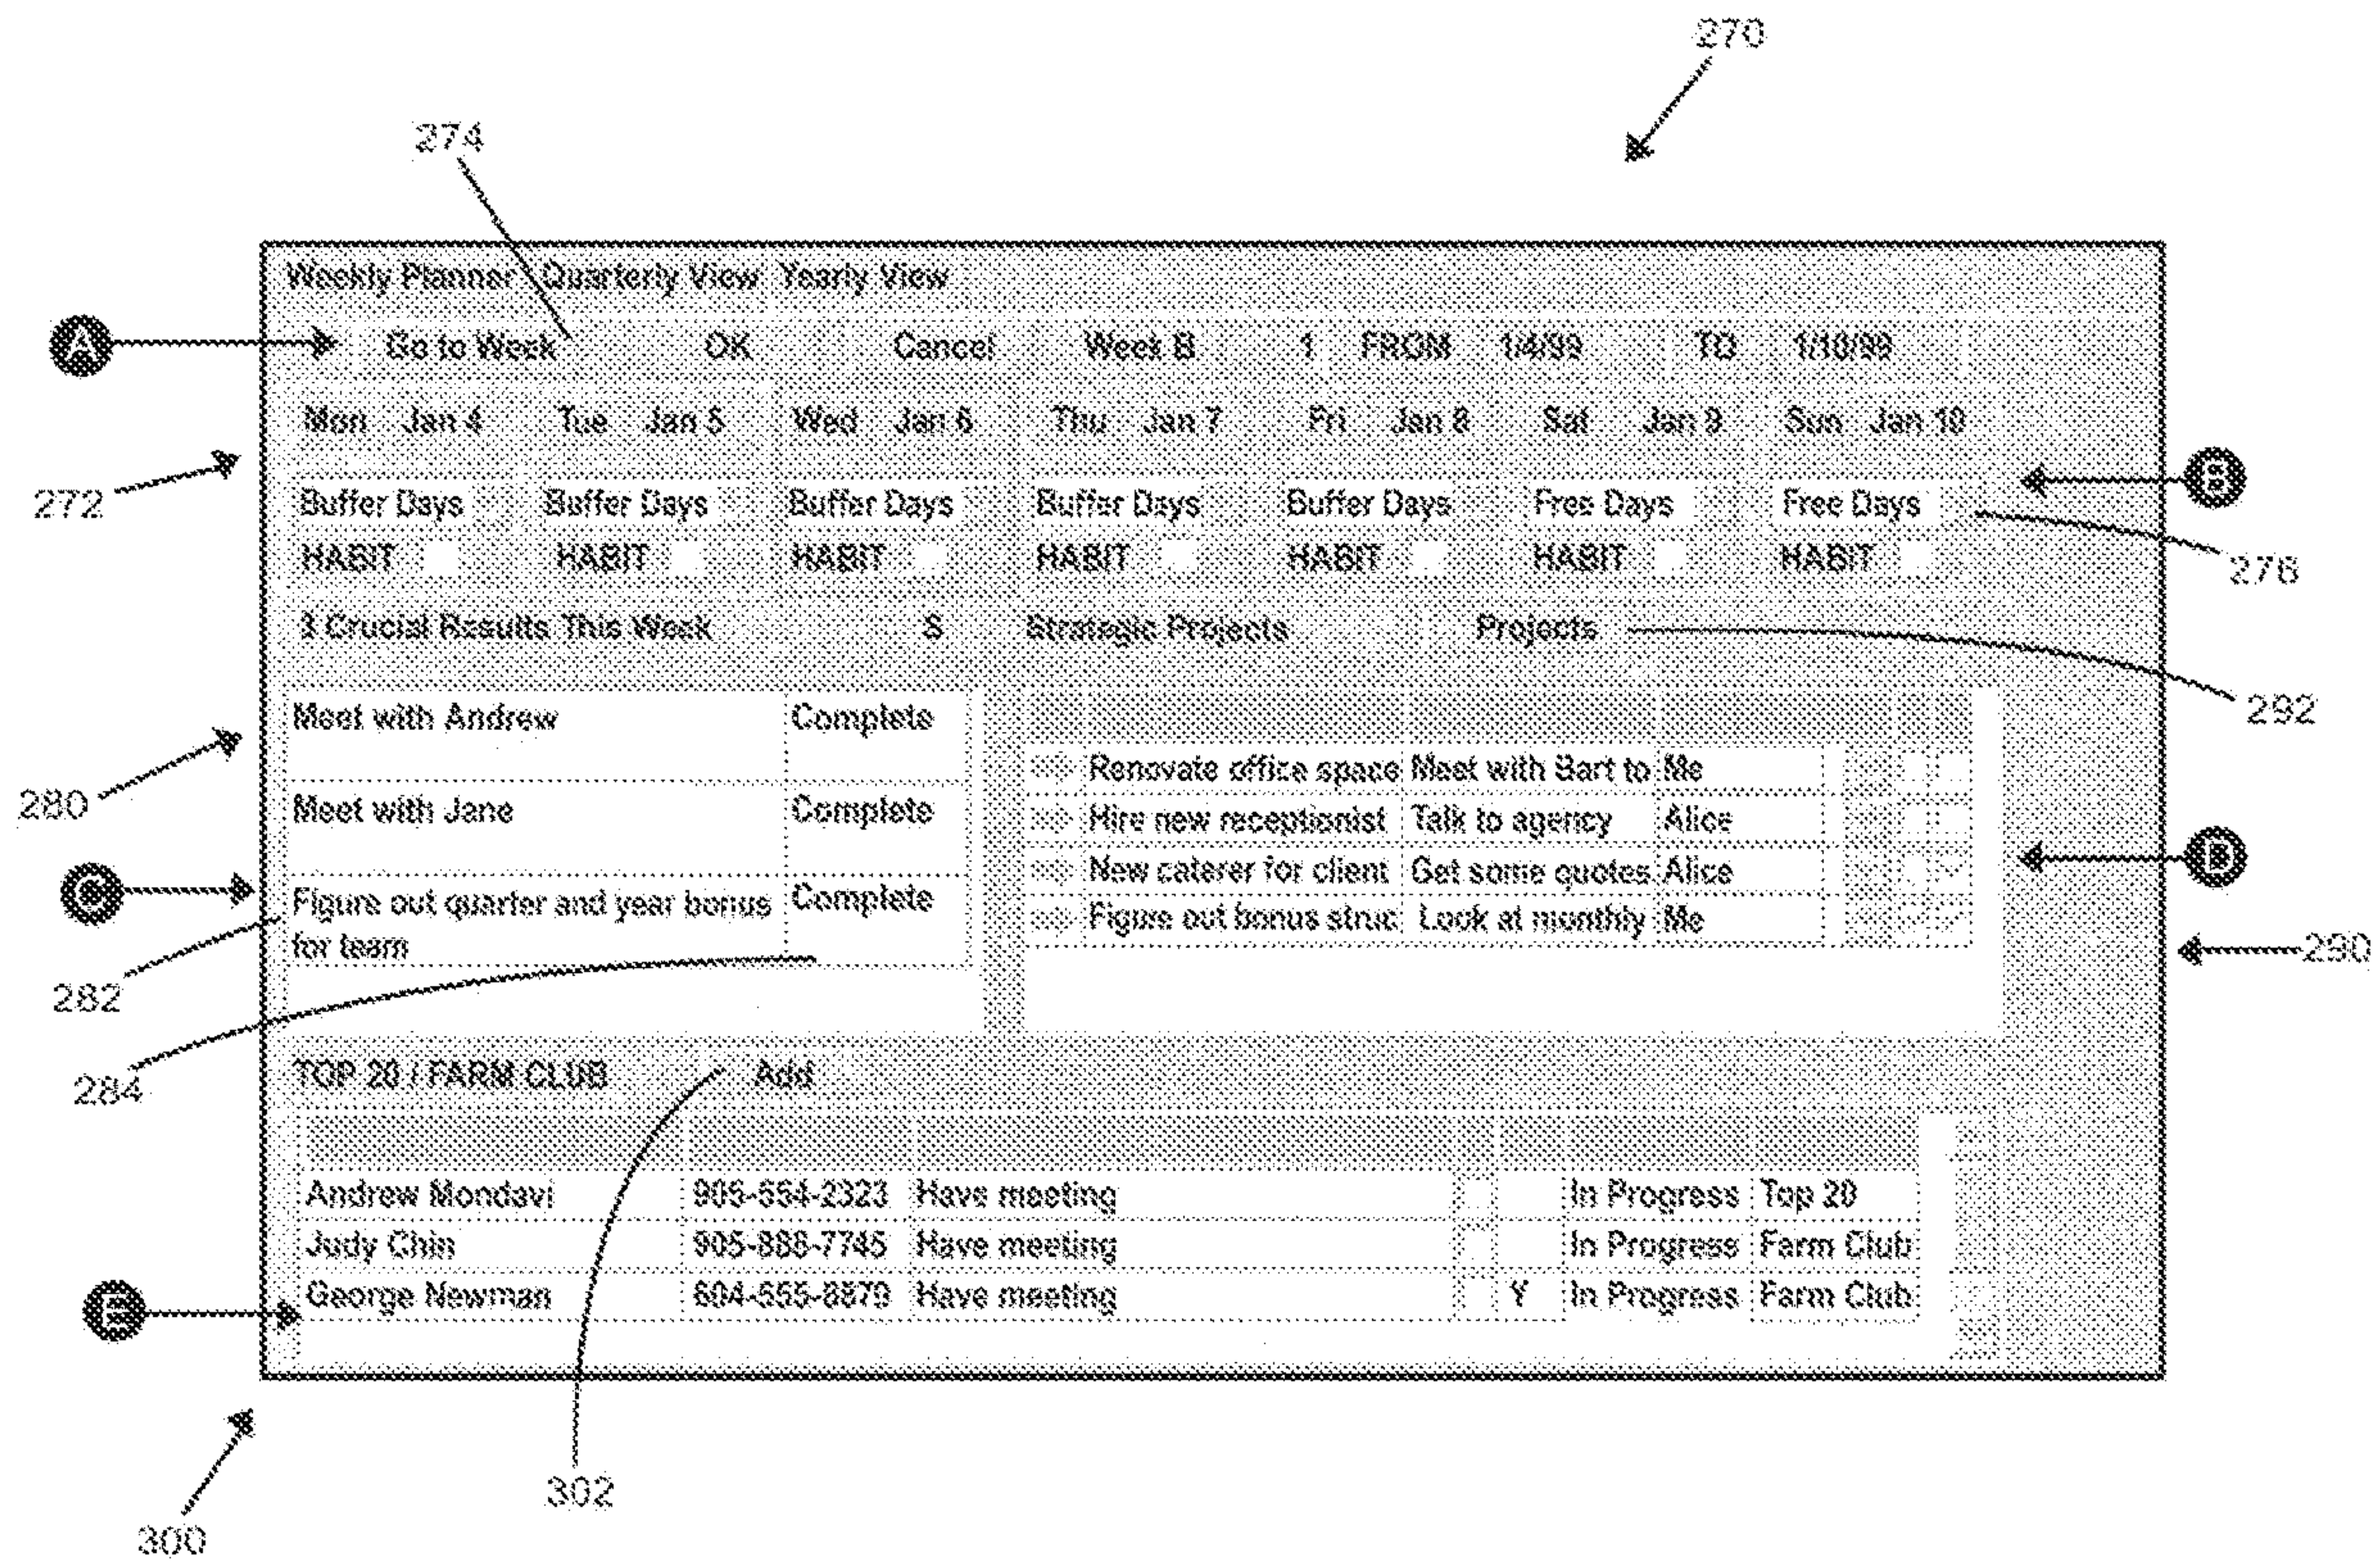 270
274
Weekly Planner Quarterly View Yearly View
A Go to Week OK Cancel Week B 1 FROM 1/4/99 TO 1/10/99
Mon Jan 4 Tue Jan 5 Wed Jan 6 Thu Jan 7 Fri Jan 8 Sat Jan 9 Sun Jan 10
272 B
Buffer Days Buffer Days Buffer Days Buffer Days Buffer Days Free Days Free Days
HABIT HABIT HABIT HABIT HABIT HABIT HABIT
276
3 Crucial Results This Week S Strategic Projects Projects
292
Meet with Andrew Complete
280
Renovate office space Meet with Bart to Me
Meet with Jane Complete
Hire new receptionist Talk to agency Alice
D
New caterer for client Get some quotes Alice
C
Figure out quarter and year bonus Complete
for team
Figure out bonus struc Look at monthly Me
290
282
284
TOP 20 / FARM CLUB Add
Andrew Mondavi 905-554-2323 Have meeting In Progress Top 20
Judy Chin 905-888-7745 Have meeting In Progress Farm Club
E George Newman 604-555-8879 Have meeting Y In Progress Farm Club
302
300